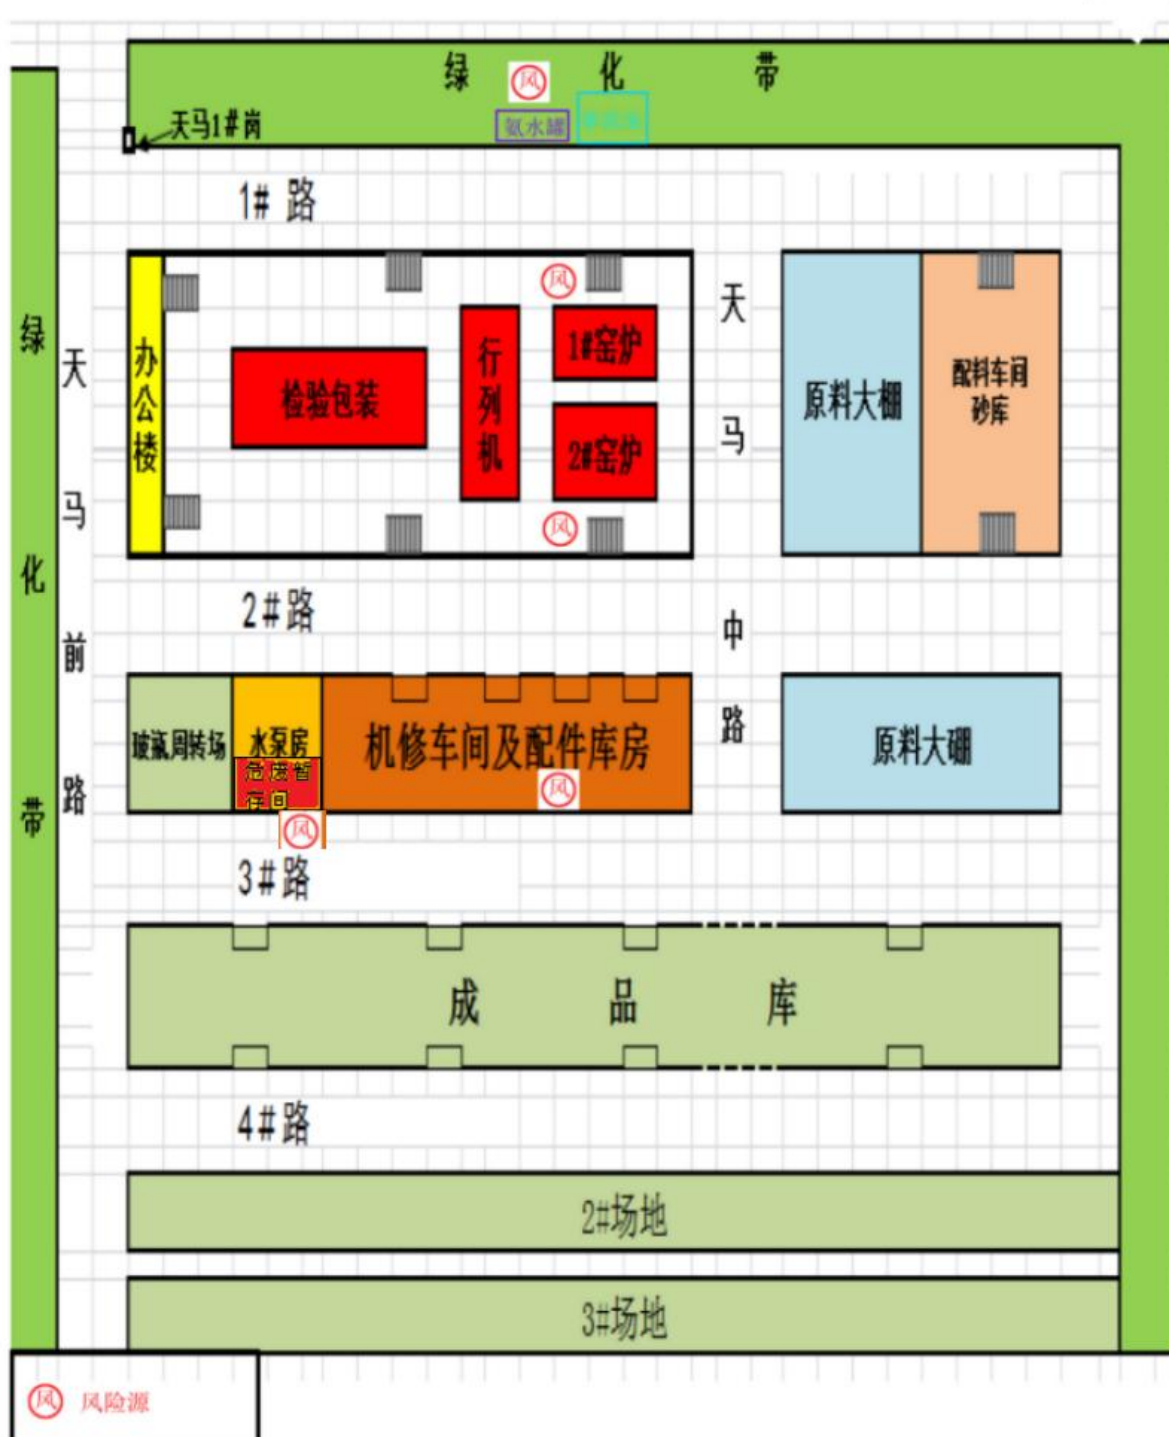 绿 化 带
风
氨水罐
天马1#岗
1# 路
绿化带
天马前路
办公楼
检验包装
行列机
风
1#窑炉
2#窑炉
风
天马中路
原料大棚
配料车间
砂库
2#路
玻瓶周转场
水泵房
危废暂
存间
风
机修车间及配件库房
风
原料大硼
3#路
成 品 库
4#路
2#场地
3#场地
风 风险源